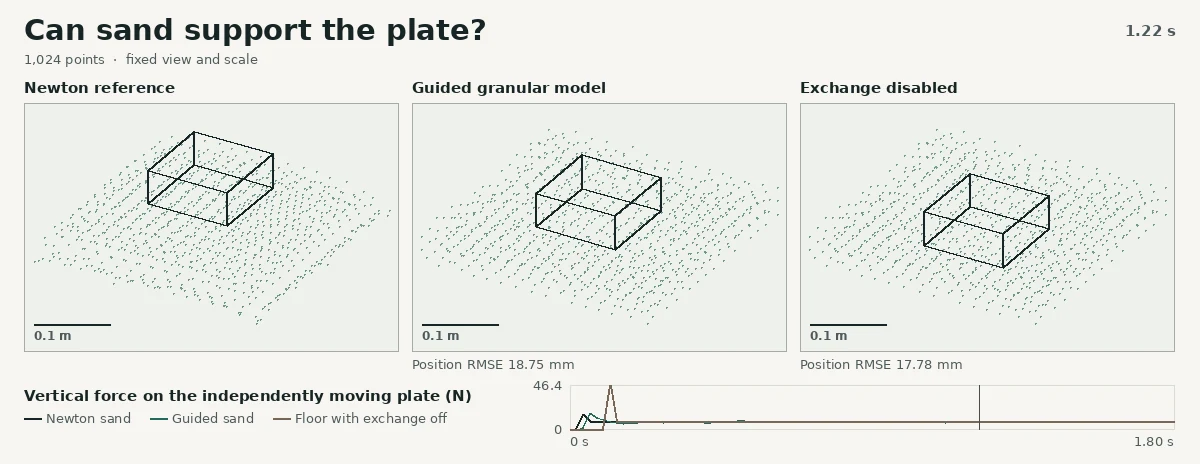 Can sand support the plate?
1.22 s
1,024 points · fixed view and scale
Newton reference
Guided granular model
Exchange disabled
0.1 m
0.1 m
0.1 m
Position RMSE 18.75 mm
Position RMSE 17.78 mm
Vertical force on the independently moving plate (N)
Newton sand
Guided sand
Floor with exchange off
46.4
0
0 s
1.80 s